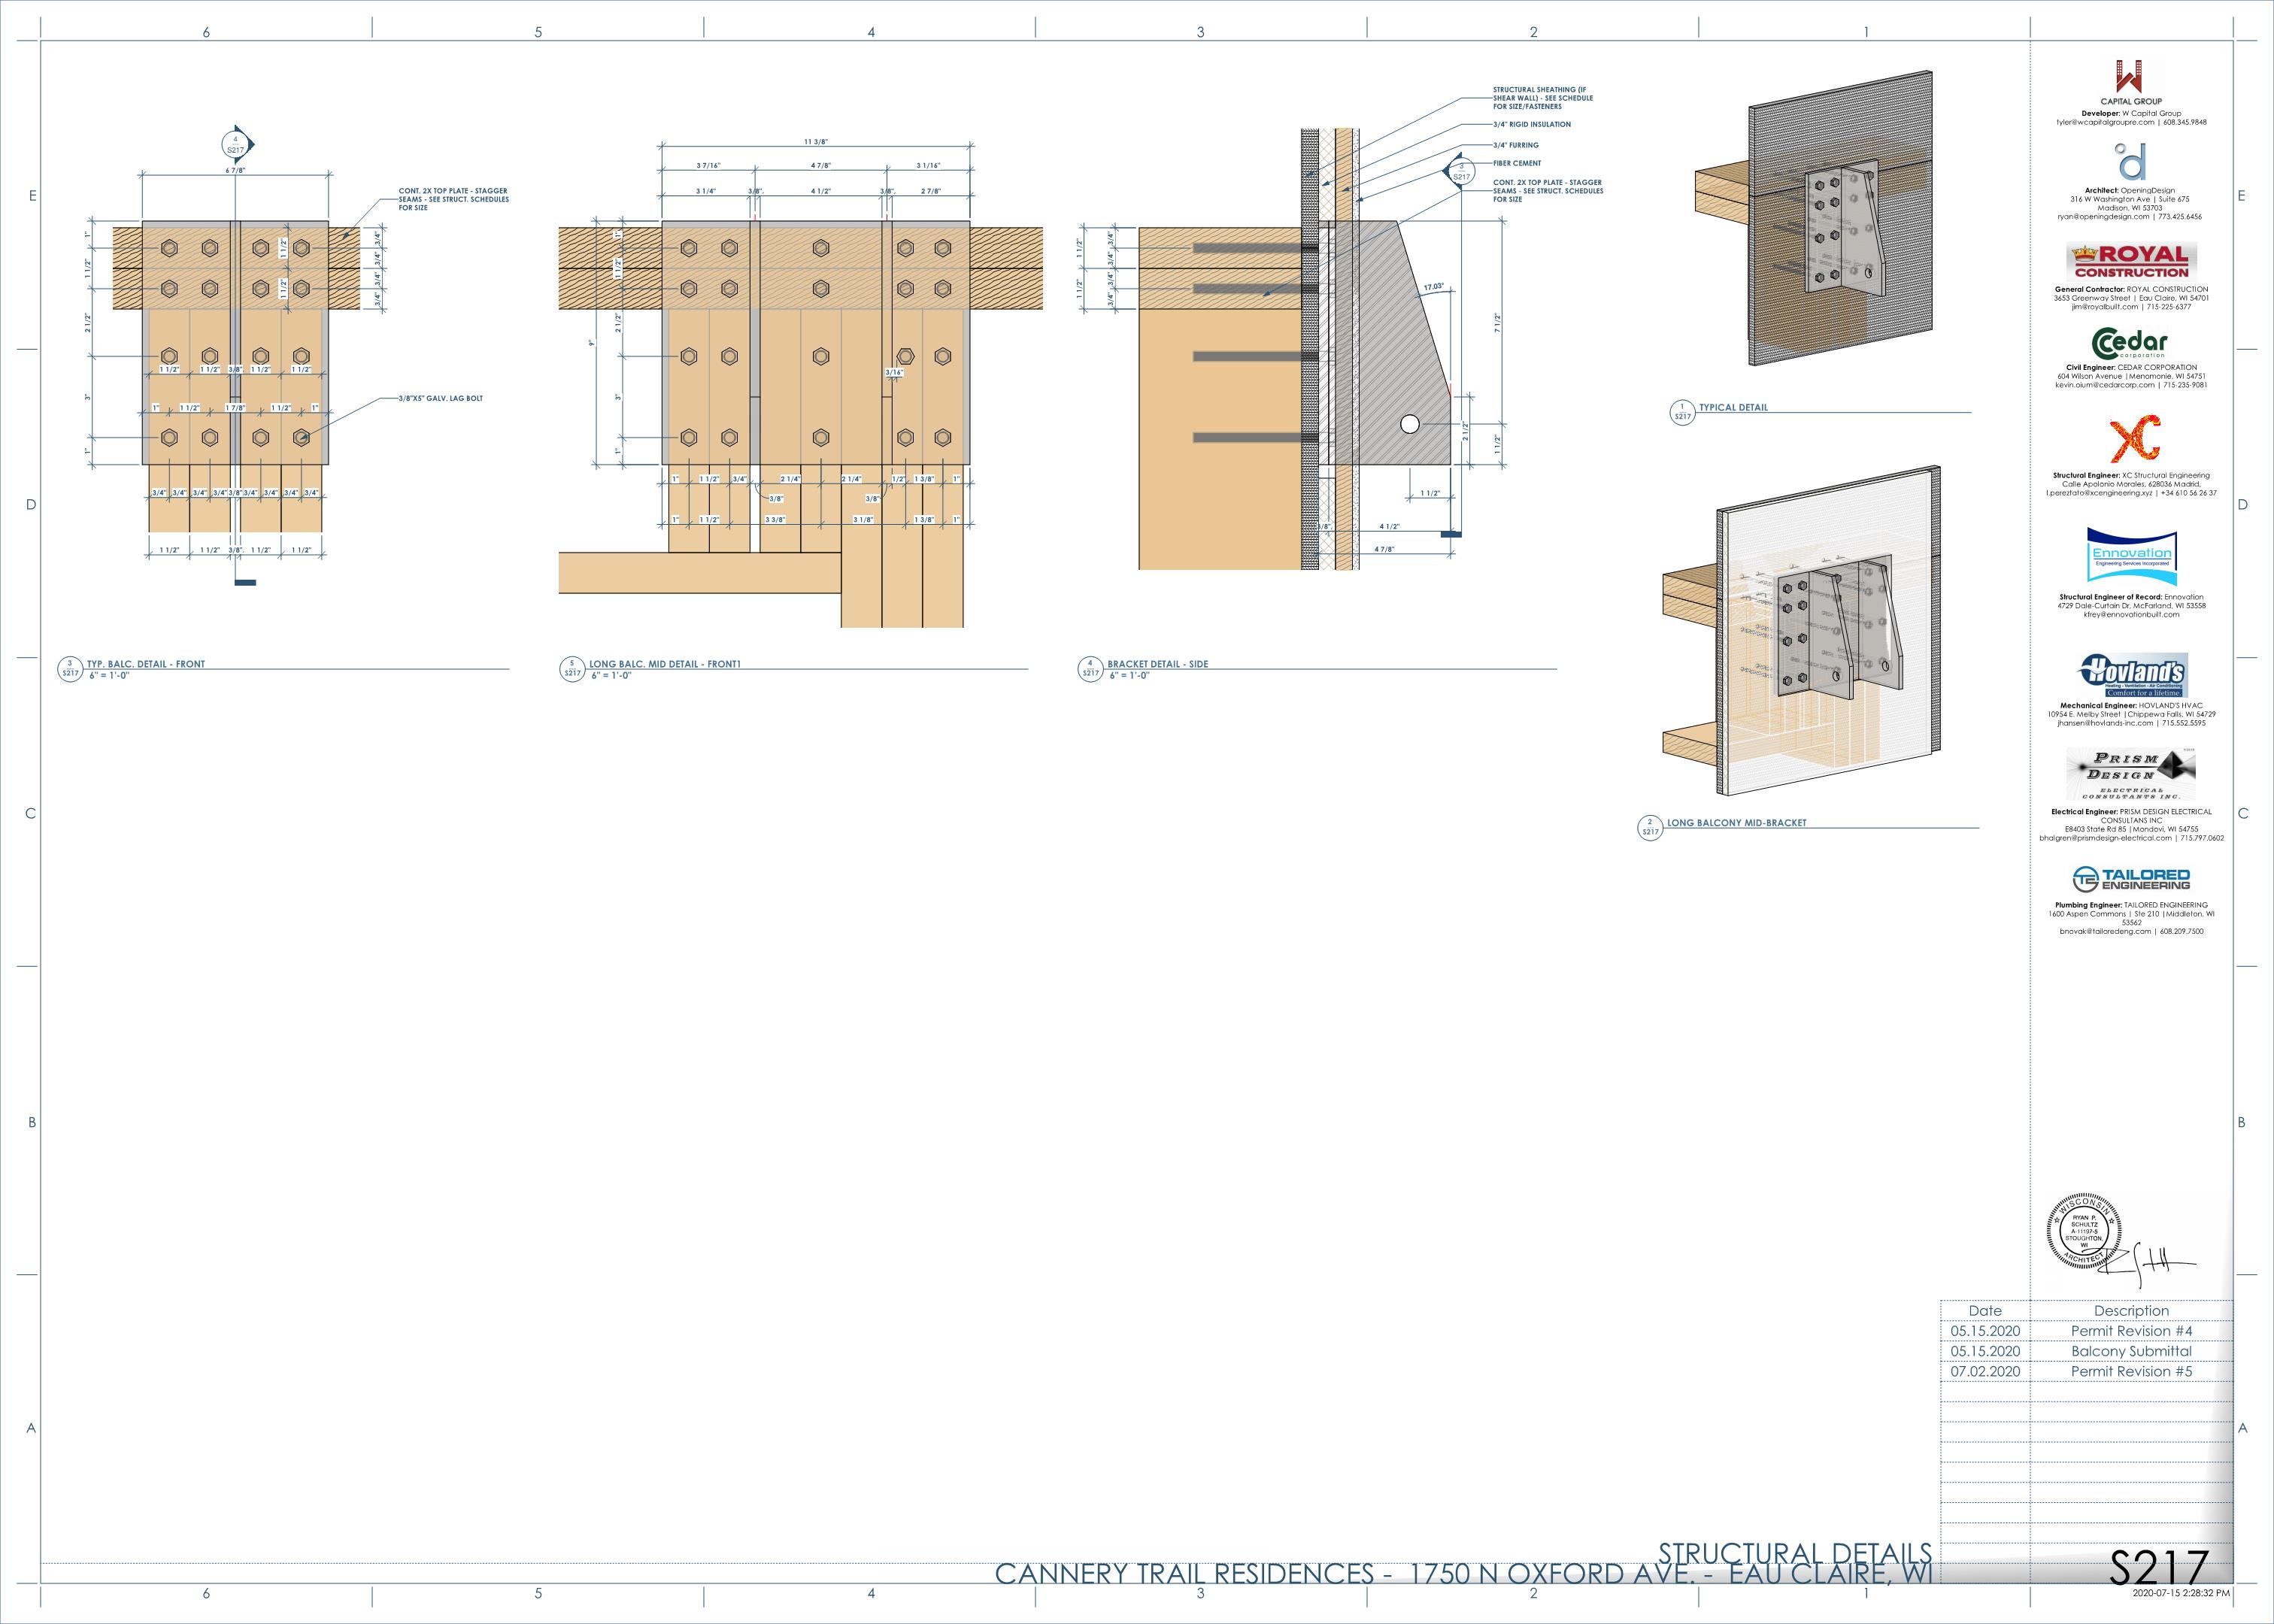 6
5
4
3
2
1
E
D
C
B
A
4
S217
6 7/8"
CONT. 2X TOP PLATE - STAGGER
SEAMS - SEE STRUCT. SCHEDULES
FOR SIZE
1"
1 1/2"
2 1/2"
3"
1"
1 1/2"
1 1/2"
3/4"
3/4"
3/4"
3/4"
1 1/2"
1 1/2"
3/8"
1 1/2"
1 1/2"
3/8"X5" GALV. LAG BOLT
1"
1 1/2"
1 7/8"
1 1/2"
1"
3/4"
3/4"
3/4"
3/4"
3/8"
3/4"
3/4"
3/4"
3/4"
1 1/2"
1 1/2"
3/8"
1 1/2"
1 1/2"
3
S217
TYP. BALC. DETAIL - FRONT
6" = 1'-0"
11 3/8"
3 7/16"
4 7/8"
3 1/16"
3 1/4"
3/8"
4 1/2"
3/8"
2 7/8"
9"
1"
1 1/2"
2 1/2"
3"
1"
3/16"
1"
1 1/2"
3/4"
2 1/4"
2 1/4"
1/2"
1 3/8"
1"
3/8"
3/8"
1"
1 1/2"
3 3/8"
3 1/8"
1 3/8"
1"
5
S217
LONG BALC. MID DETAIL - FRONT1
6" = 1'-0"
STRUCTURAL SHEATHING (IF
SHEAR WALL) - SEE SCHEDULE
FOR SIZE/FASTENERS
3/4" RIGID INSULATION
3/4" FURRING
FIBER CEMENT
3
S217
CONT. 2X TOP PLATE - STAGGER
SEAMS - SEE STRUCT. SCHEDULES
FOR SIZE
1 1/2"
1 1/2"
3/4"
3/4"
3/4"
3/4"
17.03°
7 1/2"
2 1/2"
1 1/2"
1 1/2"
3/8"
4 1/2"
4 7/8"
4
S217
BRACKET DETAIL - SIDE
6" = 1'-0"
1
S217
TYPICAL DETAIL
2
S217
LONG BALCONY MID-BRACKET
CAPITAL GROUP
Developer: W Capital Group
tyler@wcapitalgroupre.com | 608.345.9848
Architect: OpeningDesign
316 W Washington Ave | Suite 675
Madison, WI 53703
ryan@openingdesign.com | 773.425.6456
ROYAL
CONSTRUCTION
General Contractor: ROYAL CONSTRUCTION
3653 Greenway Street | Eau Claire, WI 54701
jim@royalbuilt.com | 715-225-6377
Cedar
corporation
Civil Engineer: CEDAR CORPORATION
604 Wilson Avenue |Menomonie, WI 54751
kevin.oium@cedarcorp.com | 715-235-9081
XC
Structural Engineer: XC Structural Engineering
Calle Apolonio Morales, 628036 Madrid,
l.perezfato@xcengineering.xyz | +34 610 56 26 37
Ennovation
Engineering Services Incorporated
Structural Engineer of Record: Ennovation
4729 Dale-Curtain Dr, McFarland, WI 53558
kfrey@ennovationbuilt.com
Hovland's
Heating - Ventilation - Air Conditioning
Comfort for a lifetime.
Mechanical Engineer: HOVLAND'S HVAC
10954 E. Melby Street |Chippewa Falls, WI 54729
jhansen@hovlands-inc.com | 715.552.5595
PRISM
DESIGN
ELECTRICAL
CONSULTANTS INC.
Electrical Engineer: PRISM DESIGN ELECTRICAL
CONSULTANS INC
E8403 State Rd 85 |Mondovi, WI 54755
bhalgren@prismdesign-electrical.com | 715.797.0602
TAILORED
ENGINEERING
Plumbing Engineer: TAILORED ENGINEERING
1600 Aspen Commons | Ste 210 |Middleton, WI
53562
bnovak@tailoredeng.com | 608.209.7500
WISCONSIN
RYAN P.
SCHULTZ
A-11197-5
STOUGHTON,
WI
ARCHITECT
Date Description
05.15.2020 Permit Revision #4
05.15.2020 Balcony Submittal
07.02.2020 Permit Revision #5
STRUCTURAL DETAILS
CANNERY TRAIL RESIDENCES - 1750 N OXFORD AVE. - EAU CLAIRE, WI
S217
2020-07-15 2:28:32 PM
E
D
C
B
A
6
5
4
3
2
1